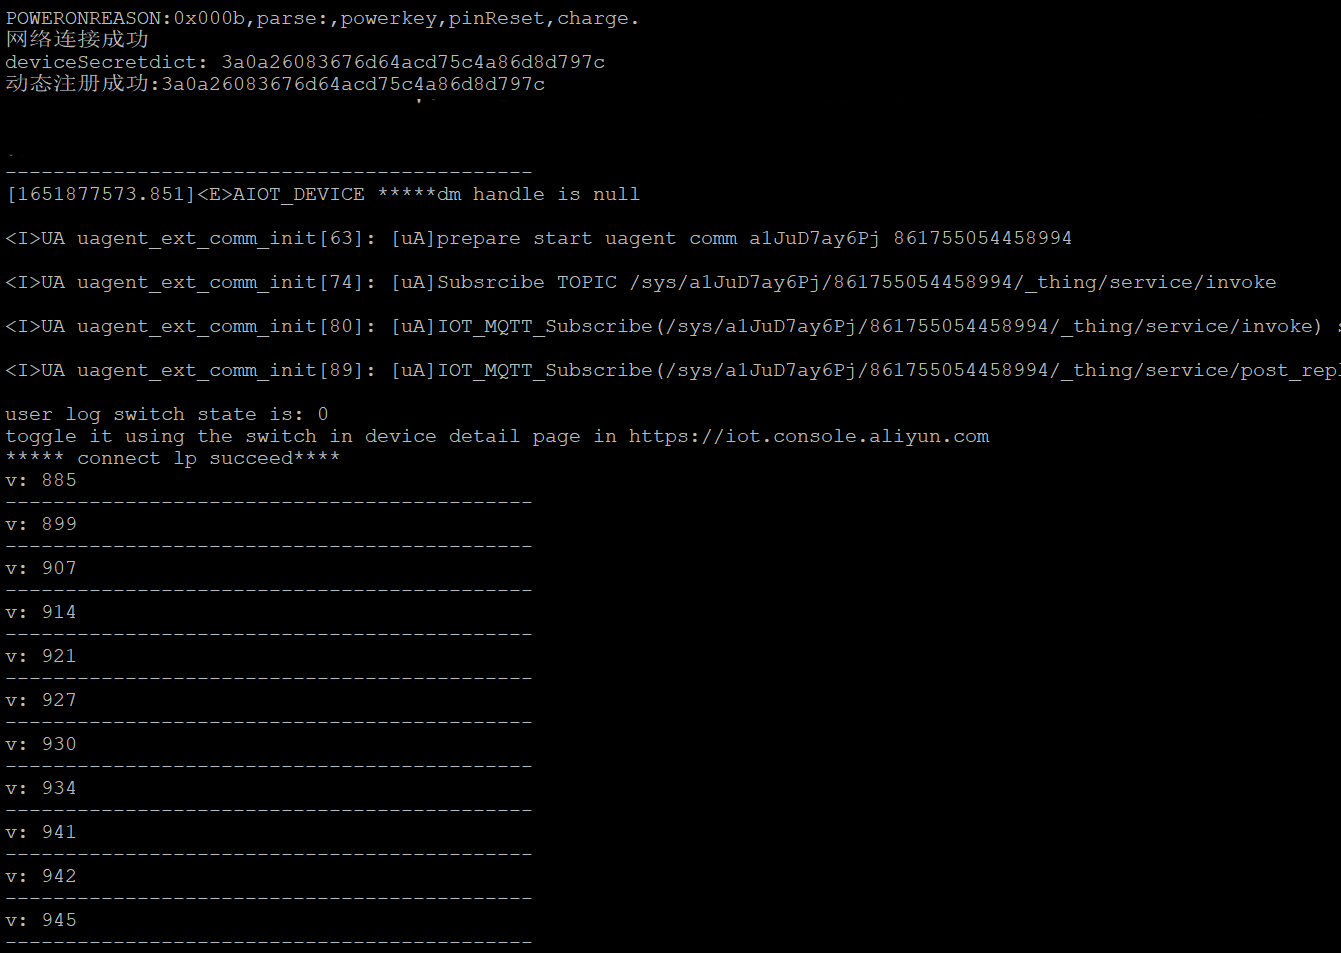 POWERONREASON:0x000b,parse:,powerkey,pinReset,charge.
网络连接成功
deviceSecretdict: 3a0a26083676d64acd75c4a86d8d797c
动态注册成功:3a0a26083676d64acd75c4a86d8d797c
--------------------------------------------
[1651877573.851]<E>AIOT_DEVICE *****dm handle is null
<I>UA uagent_ext_comm_init[63]: [uA]prepare start uagent comm a1JuD7ay6Pj 861755054458994
<I>UA uagent_ext_comm_init[74]: [uA]Subsrcibe TOPIC /sys/a1JuD7ay6Pj/861755054458994/_thing/service/invoke
<I>UA uagent_ext_comm_init[80]: [uA]IOT_MQTT_Subscribe(/sys/a1JuD7ay6Pj/861755054458994/_thing/service/invoke)
<I>UA uagent_ext_comm_init[89]: [uA]IOT_MQTT_Subscribe(/sys/a1JuD7ay6Pj/861755054458994/_thing/service/post_repl
user log switch state is: 0
toggle it using the switch in device detail page in https://iot.console.aliyun.com
***** connect lp succeed****
v: 885
--------------------------------------------
v: 899
--------------------------------------------
v: 907
--------------------------------------------
v: 914
--------------------------------------------
v: 921
--------------------------------------------
v: 927
--------------------------------------------
v: 930
--------------------------------------------
v: 934
--------------------------------------------
v: 941
--------------------------------------------
v: 942
--------------------------------------------
v: 945
--------------------------------------------